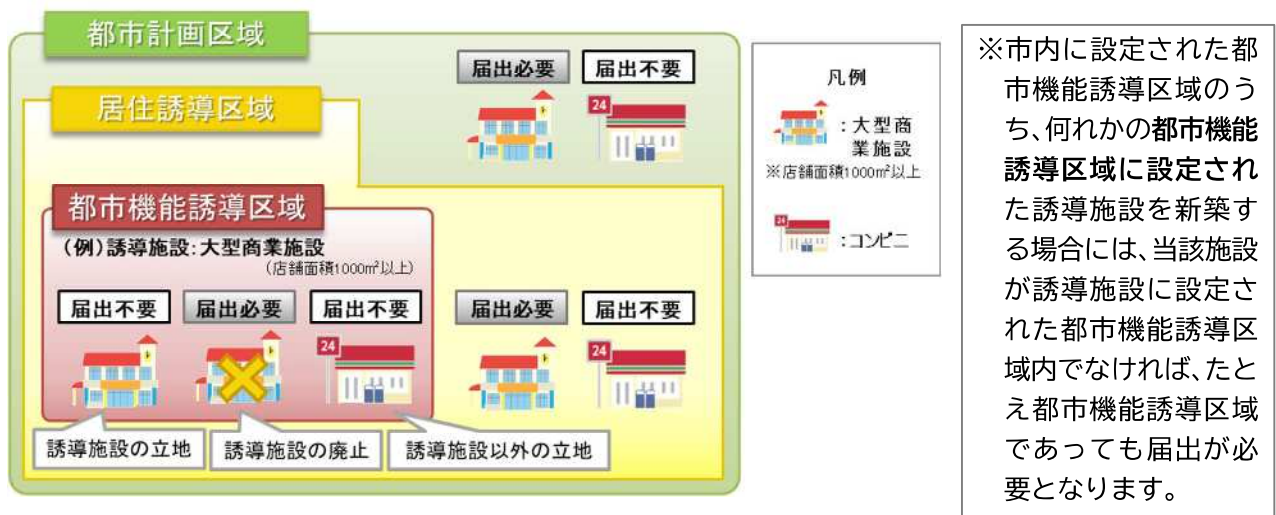 都市計画区域
届出必要
届出不要
24
居住誘導区域
都市機能誘導区域
(例)誘導施設:大型商業施設
(店舗面積1000㎡以上)
届出不要
届出必要
届出不要
24
届出必要
届出不要
24
誘導施設の立地
誘導施設の廃止
誘導施設以外の立地
凡例
:大型商
業施設
※店舗面積1000㎡以上
24
:コンビニ
※市内に設定された都
市機能誘導区域のう
ち、何れかの都市機能
誘導区域に設定され
た誘導施設を新築す
る場合には、当該施設
が誘導施設に設定さ
れた都市機能誘導区
域内でなければ、たと
え都市機能誘導区域
であっても届出が必
要となります。